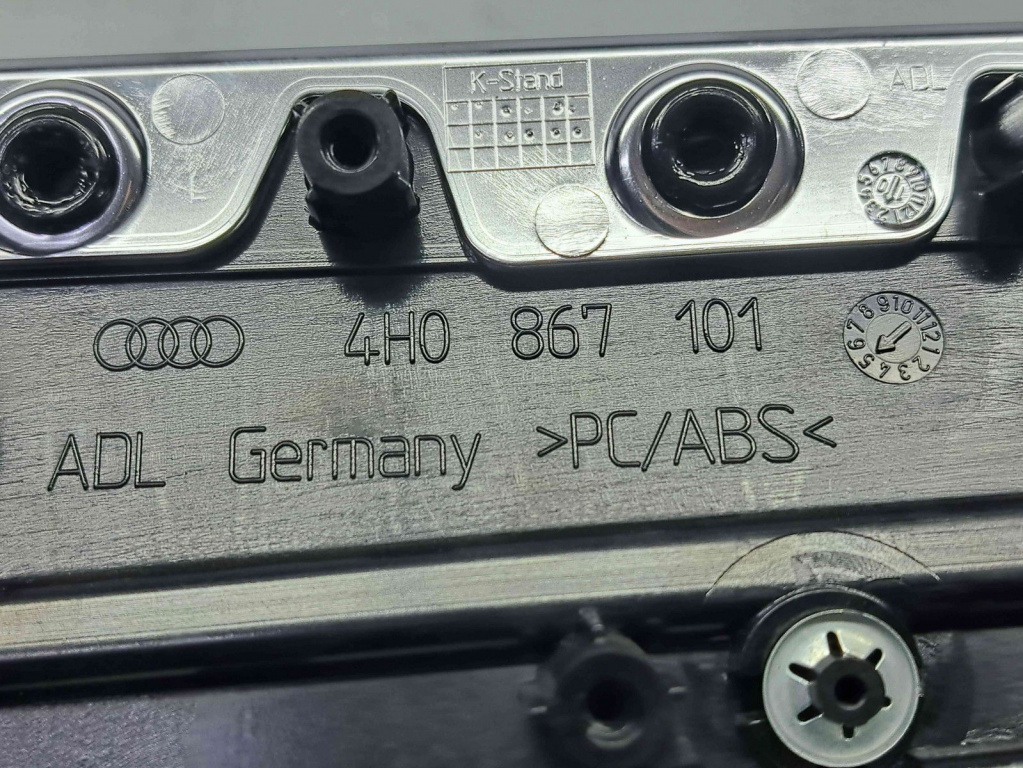 K-Stand
ADL
4H0 867 101
ADL Germany >PC/ABS<